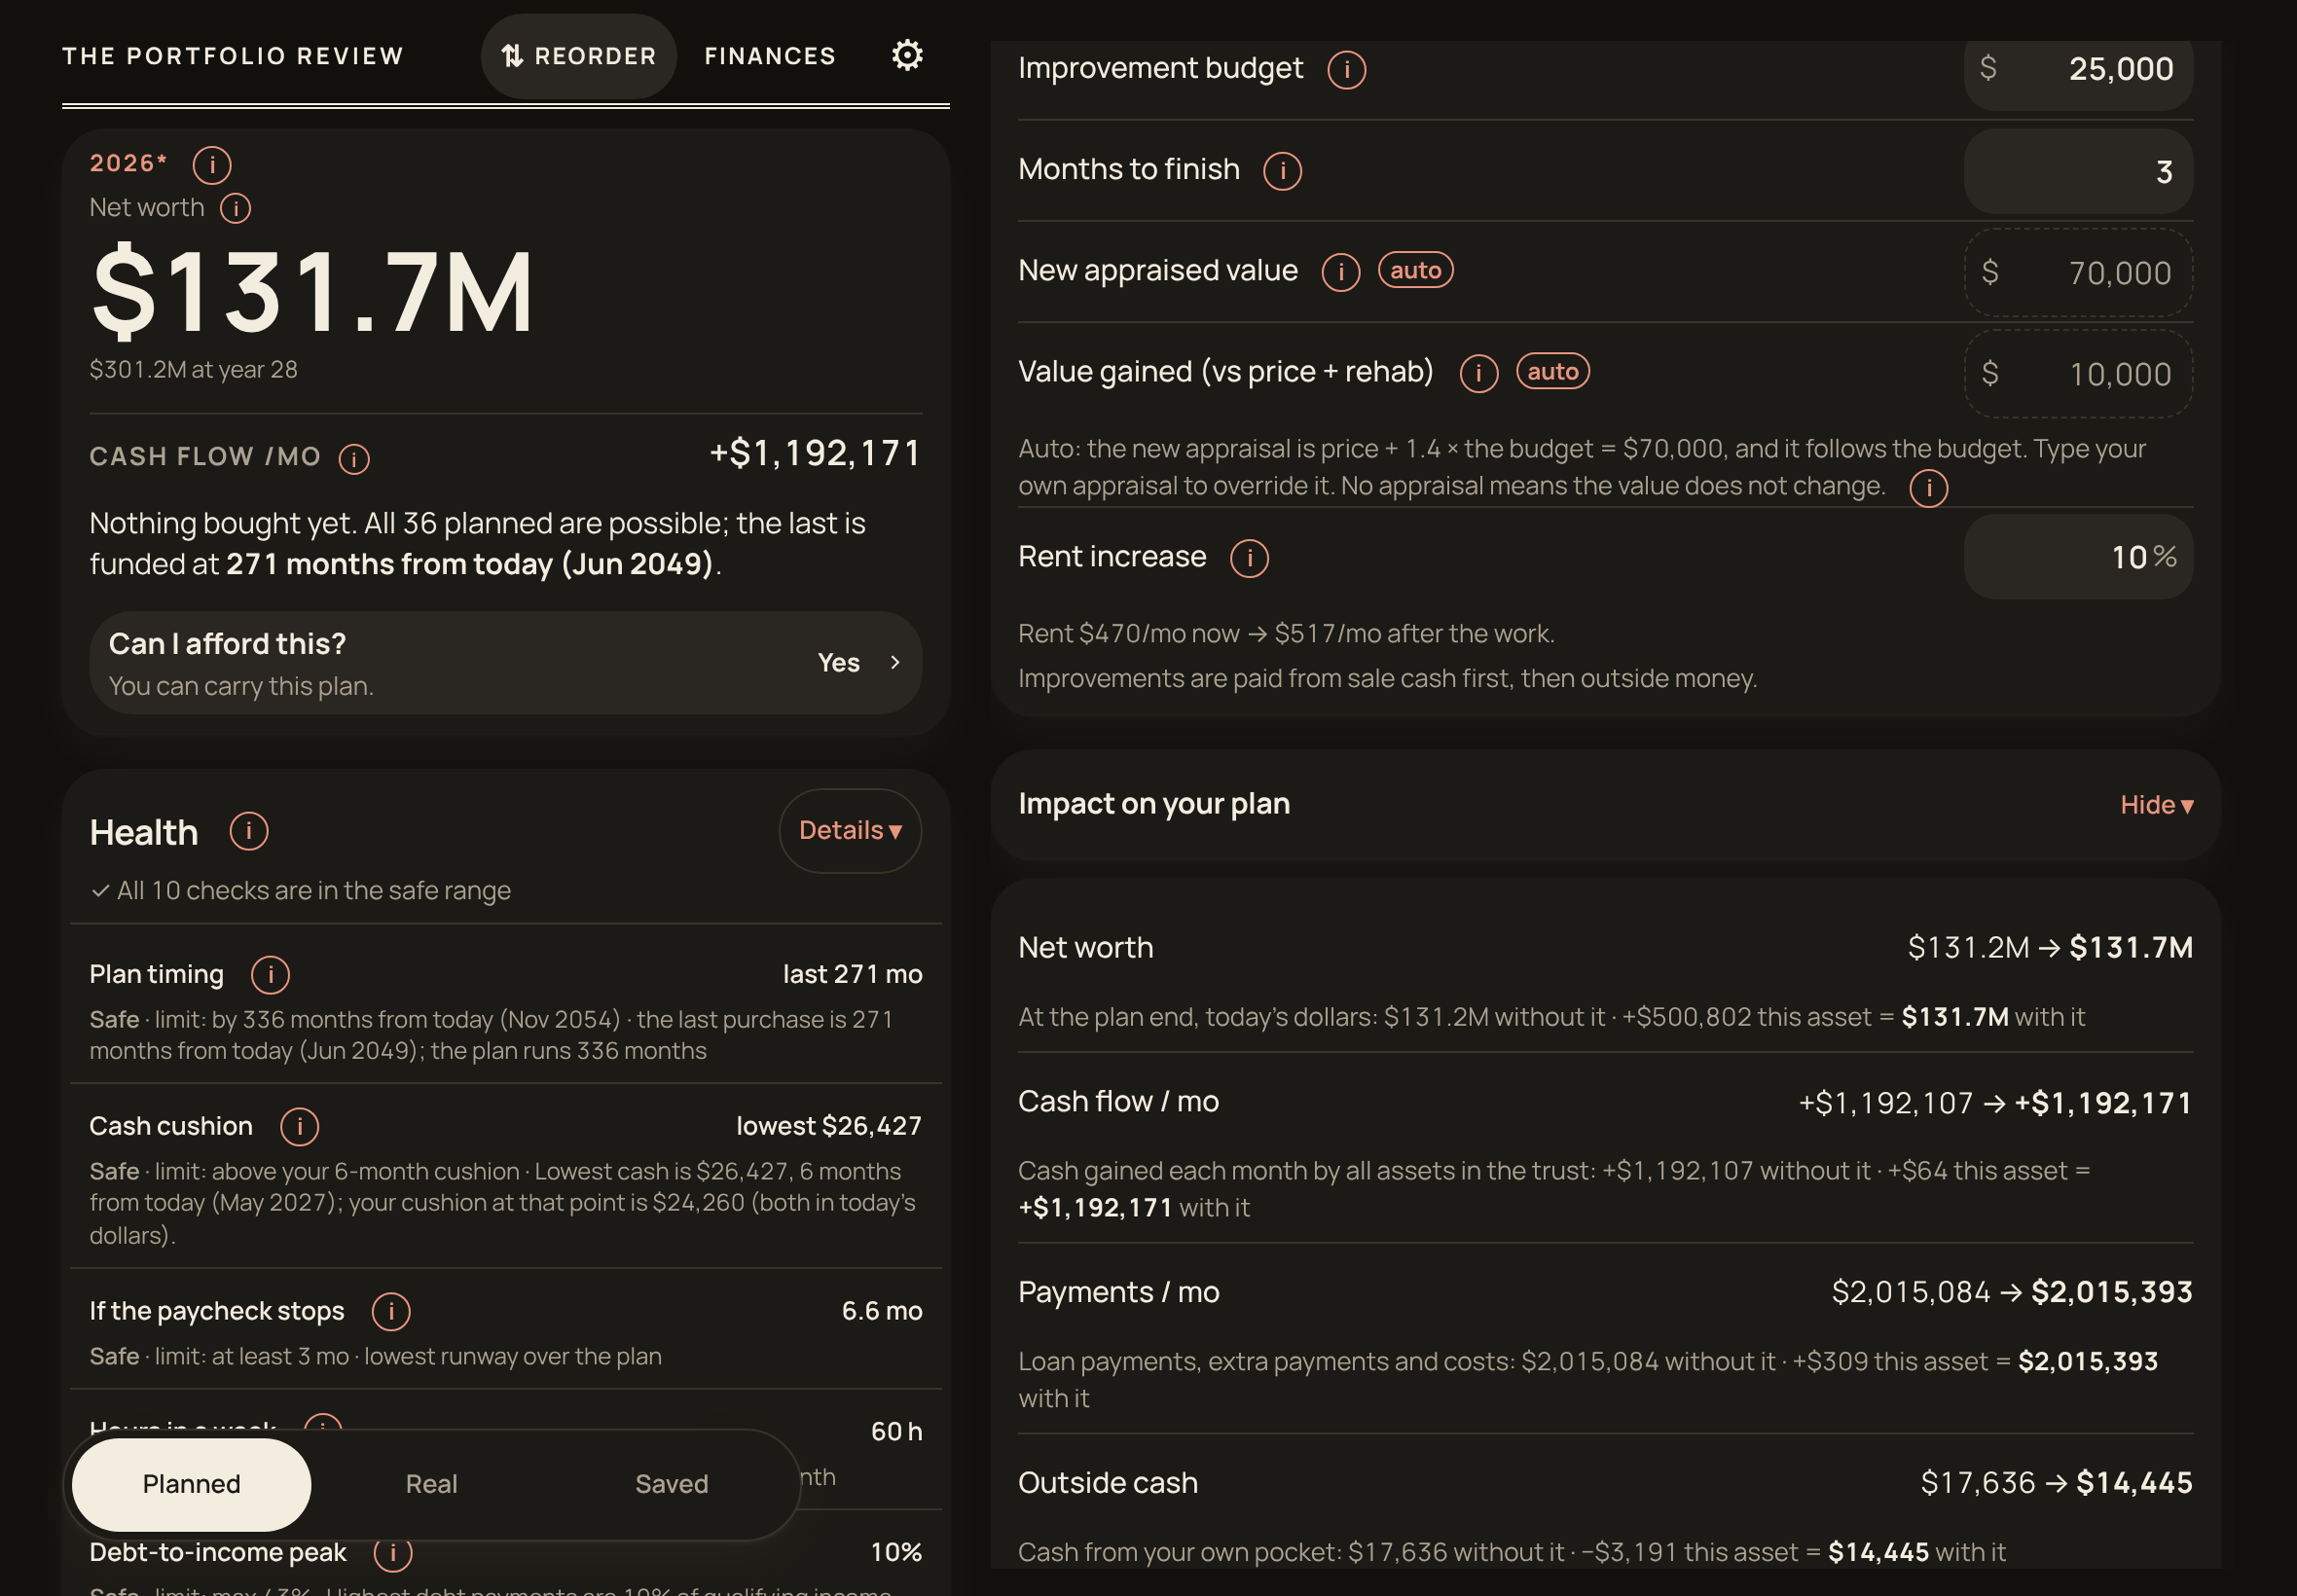 THE PORTFOLIO REVIEW
⇅ REORDER
FINANCES
2026* i
Net worth i
$131.7M
$301.2M at year 28
CASH FLOW /MO i +$1,192,171
Nothing bought yet. All 36 planned are possible; the last is
funded at 271 months from today (Jun 2049).
Can I afford this?
You can carry this plan.
Yes ›
Health i
Details ▾
✓ All 10 checks are in the safe range
Plan timing i last 271 mo
Safe · limit: by 336 months from today (Nov 2054) · the last purchase is 271
months from today (Jun 2049); the plan runs 336 months
Cash cushion i lowest $26,427
Safe · limit: above your 6-month cushion · Lowest cash is $26,427, 6 months
from today (May 2027); your cushion at that point is $24,260 (both in today's
dollars).
If the paycheck stops i 6.6 mo
Safe · limit: at least 3 mo · lowest runway over the plan
Hours in a week i 60 h
nth
Planned
Real
Saved
Debt-to-income peak i 10%
Safe · limit: max 43% · Highest debt payments are 10% of qualifying income
Improvement budget i $ 25,000
Months to finish i 3
New appraised value i auto $ 70,000
Value gained (vs price + rehab) i auto $ 10,000
Auto: the new appraisal is price + 1.4 × the budget = $70,000, and it follows the budget. Type your
own appraisal to override it. No appraisal means the value does not change. i
Rent increase i 10 %
Rent $470/mo now → $517/mo after the work.
Improvements are paid from sale cash first, then outside money.
Impact on your plan
Hide ▾
Net worth $131.2M → $131.7M
At the plan end, today's dollars: $131.2M without it · +$500,802 this asset = $131.7M with it
Cash flow / mo +$1,192,107 → +$1,192,171
Cash gained each month by all assets in the trust: +$1,192,107 without it · +$64 this asset =
+$1,192,171 with it
Payments / mo $2,015,084 → $2,015,393
Loan payments, extra payments and costs: $2,015,084 without it · +$309 this asset = $2,015,393
with it
Outside cash $17,636 → $14,445
Cash from your own pocket: $17,636 without it · −$3,191 this asset = $14,445 with it